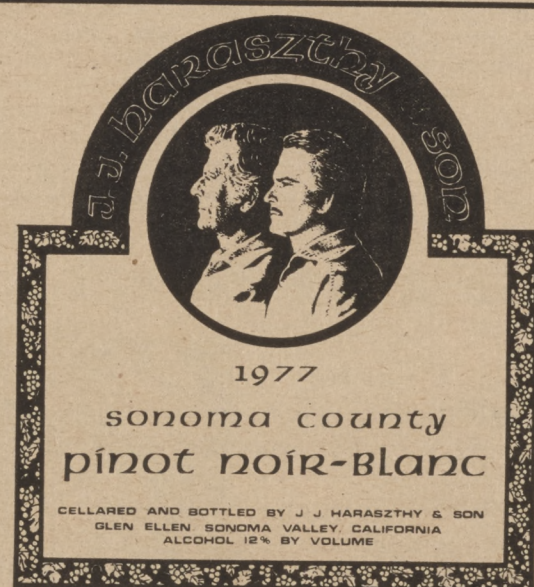 J. J. Haraszthy & Son
1977
sonoma county
pinot noir-Blanc
CELLARED AND BOTTLED BY J J HARASZTHY & SON
GLEN ELLEN, SONOMA VALLEY, CALIFORNIA
ALCOHOL 12% BY VOLUME